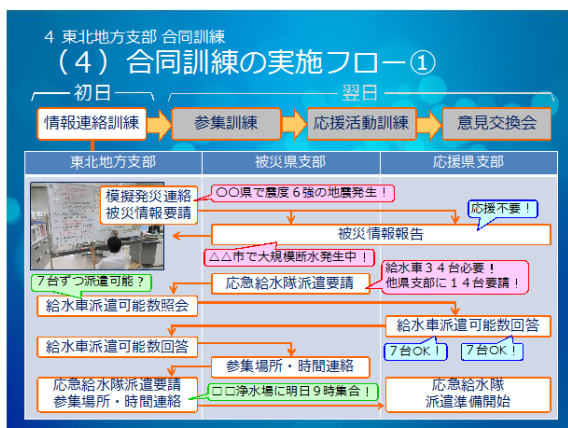 4 東北地方支部 合同訓練
（4）合同訓練の実施フロー①
初日
翌日
情報連絡訓練
参集訓練
応援活動訓練
意見交換会
東北地方支部
被災県支部
応援県支部
模擬発災連絡
被災情報要請
○○県で震度６強の地震発生！
応援不要！
被災情報報告
△△市で大規模断水発生中！
応急給水隊派遣要請
給水車３４台必要！
他県支部に１４台要請！
７台ずつ派遣可能？
給水車派遣可能数照会
給水車派遣可能数回答
７台OK！
７台OK！
給水車派遣可能数回答
参集場所・時間連絡
応急給水隊派遣要請
参集場所・時間連絡
□□浄水場に明日９時集合！
応急給水隊
派遣準備開始